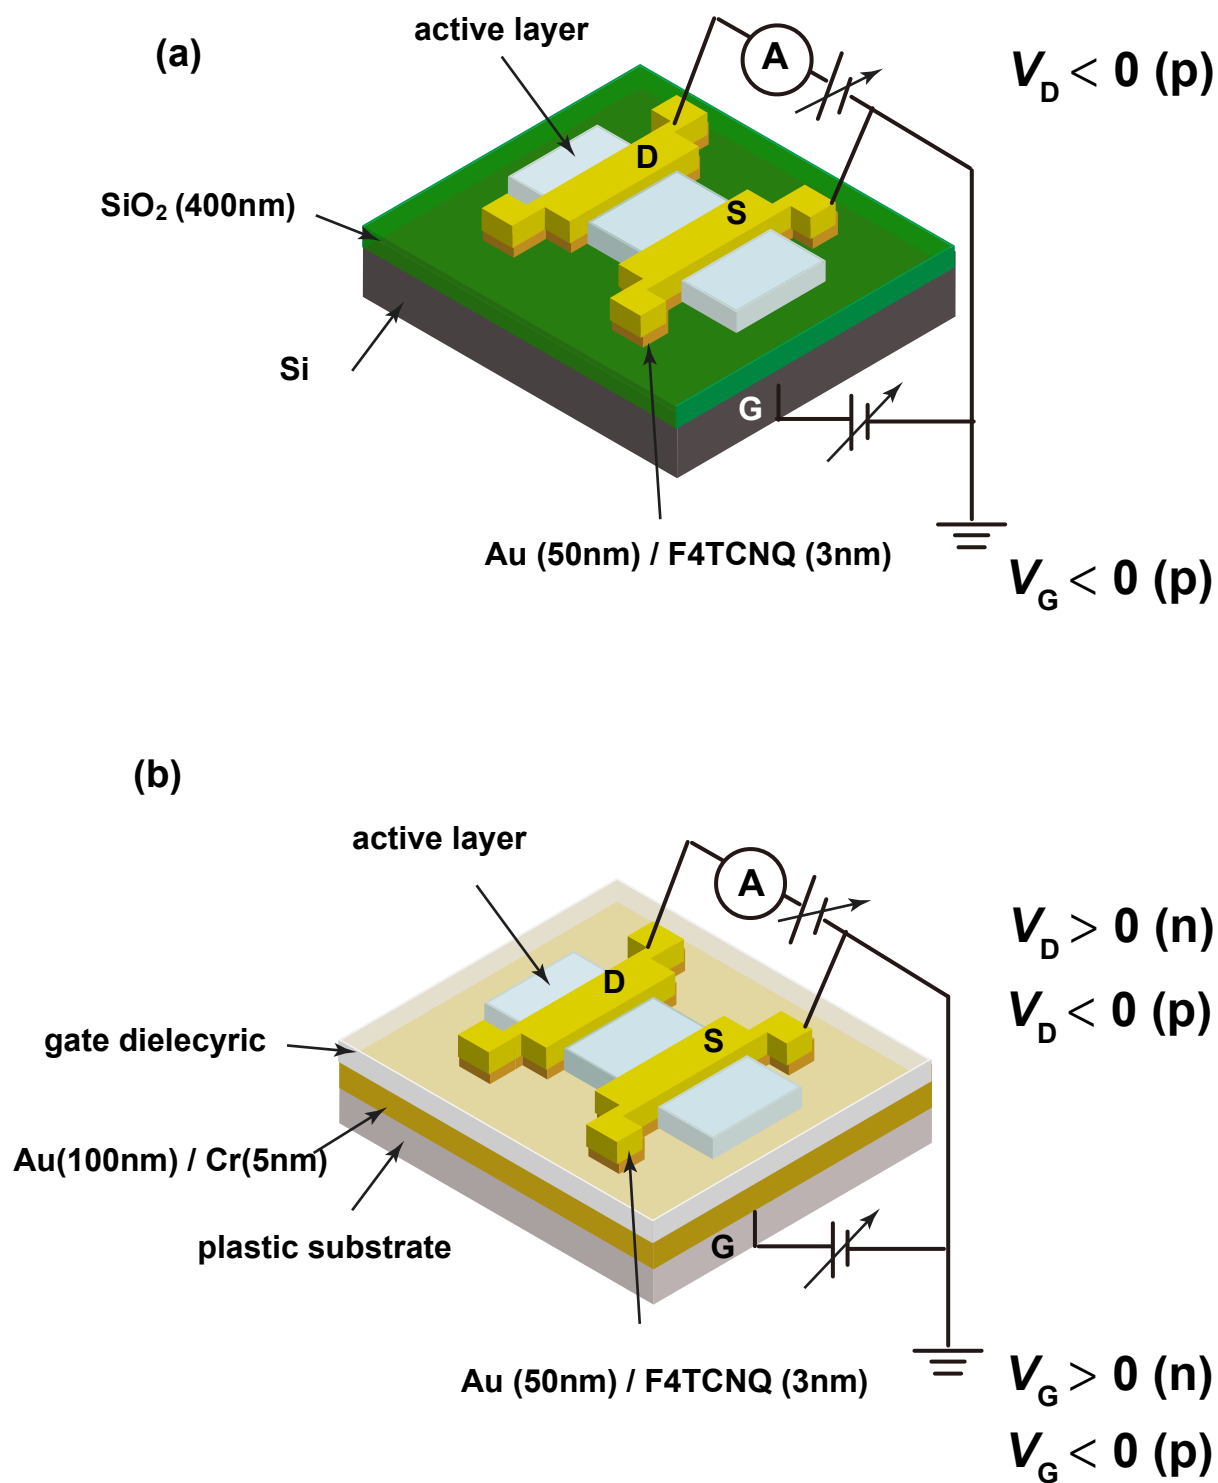 (a)
active layer
A
V_D < 0 (p)
D
S
SiO₂ (400nm)
Si
G
Au (50nm) / F4TCNQ (3nm)
V_G < 0 (p)
(b)
active layer
A
V_D > 0 (n)
V_D < 0 (p)
D
S
gate dielecyric
Au(100nm) / Cr(5nm)
plastic substrate
G
Au (50nm) / F4TCNQ (3nm)
V_G > 0 (n)
V_G < 0 (p)